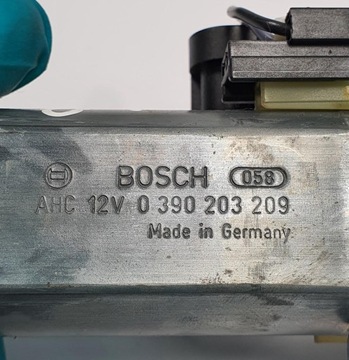 BOSCH 058
AHC 12V 0 390 203 209
Made in Germany